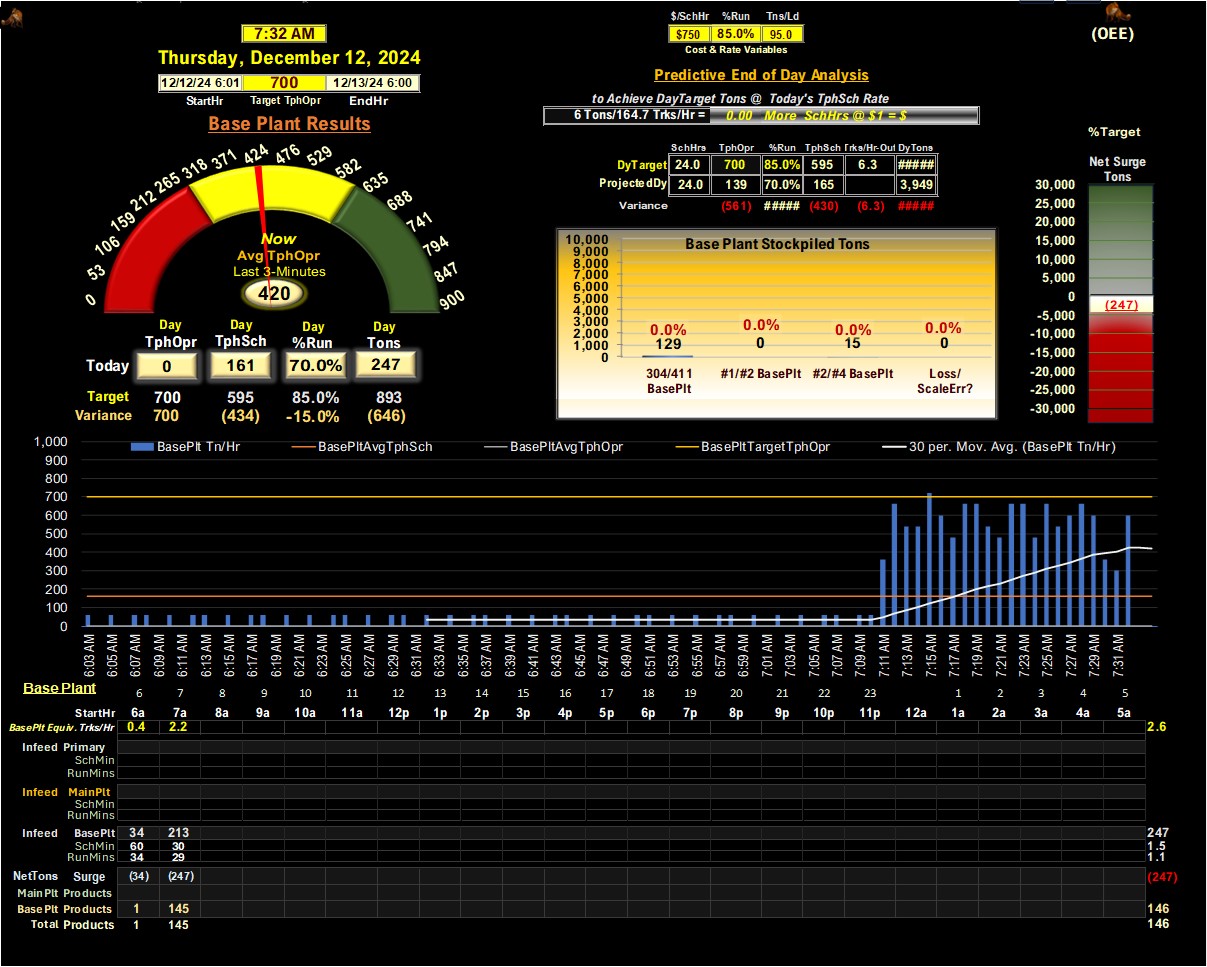 $/SchHr %Run Tns/Ld
7:32 AM
$750 85.0% 95.0
(OEE)
Cost & Rate Variables
Thursday, December 12, 2024
Predictive End of Day Analysis
12/12/24 6:01 700 12/13/24 6:00
StartHr Target TphOpr EndHr
to Achieve DayTarget Tons @ Today's TphSch Rate
6 Tons/164.7 Trks/Hr = 0.00 More SchHrs @ $1 = $
Base Plant Results
%Target
SchHrs TphOpr %Run TphSch Trks/Hr-Out DyTons
DyTarget 24.0 700 85.0% 595 6.3 #####
ProjectedDy 24.0 139 70.0% 165 3,949
Variance (561) ##### (430) (6.3) #####
0 53 106 159 212 265 318 371 424 476 529 582 635 688 741 794 847 900
Now
Avg TphOpr
Last 3-Minutes
420
Net Surge
Tons
30,000
25,000
20,000
15,000
10,000
5,000
0
(247)
-5,000
-10,000
-15,000
-20,000
-25,000
-30,000
Base Plant Stockpiled Tons
10,000
9,000
8,000
7,000
6,000
5,000
4,000
3,000
2,000
1,000
0
0.0% 0.0% 0.0% 0.0%
129 0 15 0
304/411 #1/#2 BasePlt #2/#4 BasePlt Loss/
BasePlt ScaleErr?
Day Day Day Day
TphOpr TphSch %Run Tons
Today 0 161 70.0% 247
Target 700 595 85.0% 893
Variance 700 (434) -15.0% (646)
BasePlt Tn/Hr BasePltAvgTphSch BasePltAvgTphOpr BasePltTargetTphOpr 30 per. Mov. Avg. (BasePlt Tn/Hr)
1,000
900
800
700
600
500
400
300
200
100
0
6:03 AM 6:05 AM 6:07 AM 6:09 AM 6:11 AM 6:13 AM 6:15 AM 6:17 AM 6:19 AM 6:21 AM 6:23 AM 6:25 AM 6:27 AM 6:29 AM 6:31 AM 6:33 AM 6:35 AM 6:37 AM 6:39 AM 6:41 AM 6:43 AM 6:45 AM 6:47 AM 6:49 AM 6:51 AM 6:53 AM 6:55 AM 6:57 AM 6:59 AM 7:01 AM 7:03 AM 7:05 AM 7:07 AM 7:09 AM 7:11 AM 7:13 AM 7:15 AM 7:17 AM 7:19 AM 7:21 AM 7:23 AM 7:25 AM 7:27 AM 7:29 AM 7:31 AM
Base Plant 6 7 8 9 10 11 12 13 14 15 16 17 18 19 20 21 22 23 1 2 3 4 5
StartHr 6a 7a 8a 9a 10a 11a 12p 1p 2p 3p 4p 5p 6p 7p 8p 9p 10p 11p 12a 1a 2a 3a 4a 5a
BasePlt Equiv. Trks/Hr 0.4 2.2 2.6
Infeed Primary
SchMin
RunMins
Infeed MainPlt
SchMin
RunMins
Infeed BasePlt 34 213 247
SchMin 60 30 1.5
RunMins 34 29 1.1
NetTons Surge (34) (247) (247)
Main Plt Products
Base Plt Products 1 145 146
Total Products 1 145 146